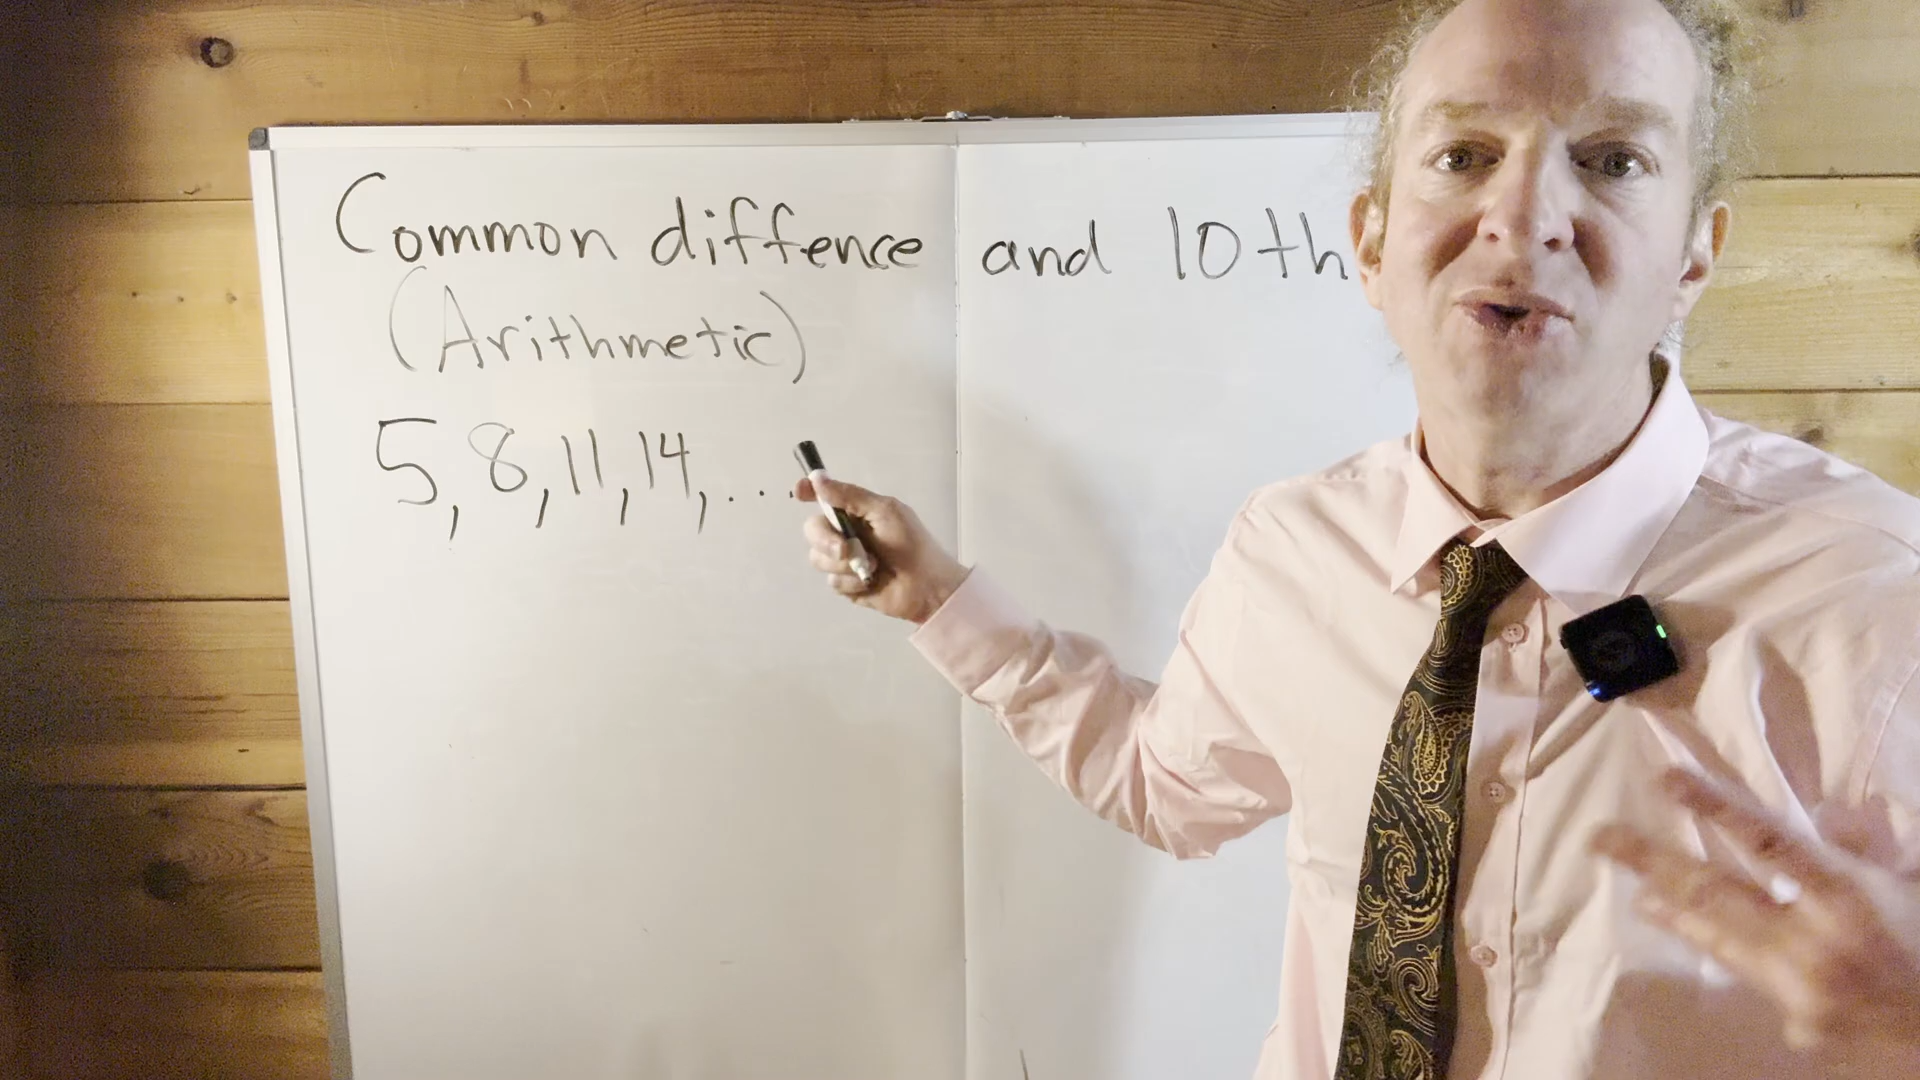 Common diffence and 10th
(Arithmetic)
5, 8, 11, 14, ...